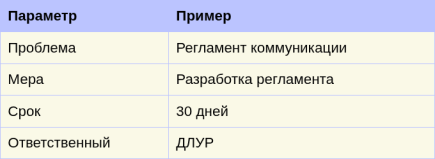 Параметр Пример
Проблема Регламент коммуникации
Мера Разработка регламента
Срок 30 дней
Ответственный ДЛУР